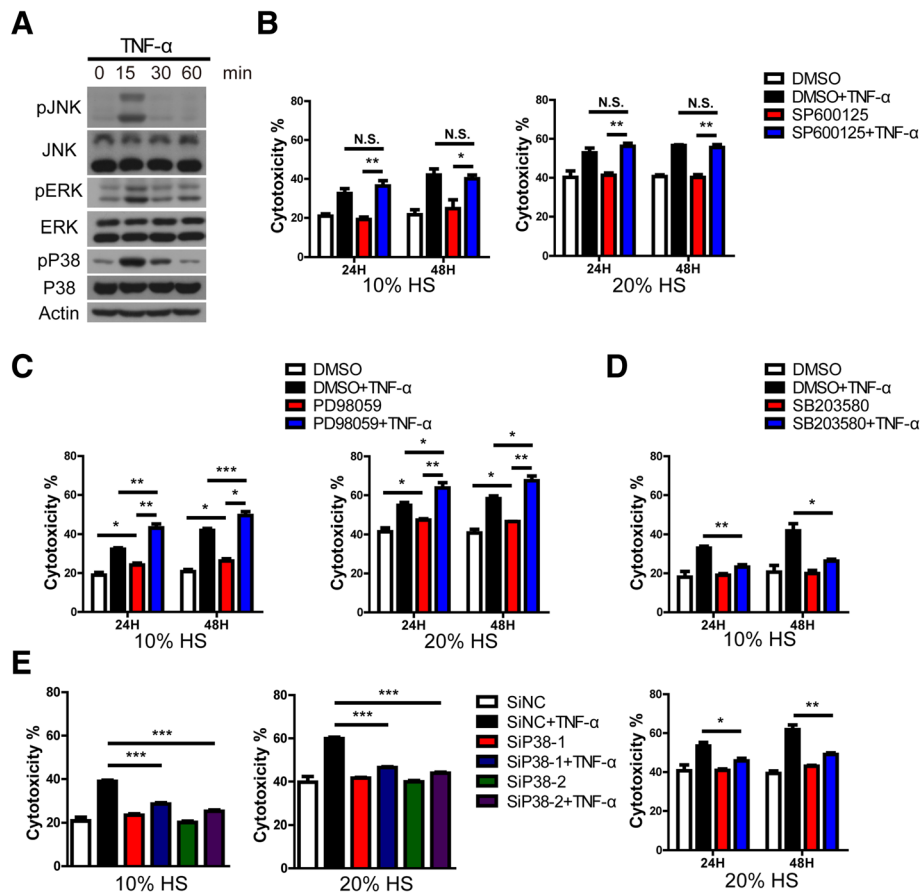 A
TNF-α
0 15 30 60 min
pJNK
JNK
pERK
ERK
pP38
P38
Actin
B
DMSO
DMSO+TNF-α
SP600125
SP600125+TNF-α
Cytotoxicity %
80
60
40
20
0
N.S.
**
N.S.
*
24H 48H
10% HS
Cytotoxicity %
80
60
40
20
0
N.S.
**
N.S.
**
24H 48H
20% HS
C
DMSO
DMSO+TNF-α
PD98059
PD98059+TNF-α
Cytotoxicity %
80
60
40
20
0
**
**
*
***
*
*
24H 48H
10% HS
Cytotoxicity %
80
60
40
20
0
*
**
*
*
**
*
24H 48H
20% HS
D
DMSO
DMSO+TNF-α
SB203580
SB203580+TNF-α
Cytotoxicity %
80
60
40
20
0
**
*
24H 48H
10% HS
Cytotoxicity %
80
60
40
20
0
*
**
24H 48H
20% HS
E
Cytotoxicity %
80
60
40
20
0
***
***
10% HS
Cytotoxicity %
80
60
40
20
0
***
***
20% HS
SiNC
SiNC+TNF-α
SiP38-1
SiP38-1+TNF-α
SiP38-2
SiP38-2+TNF-α